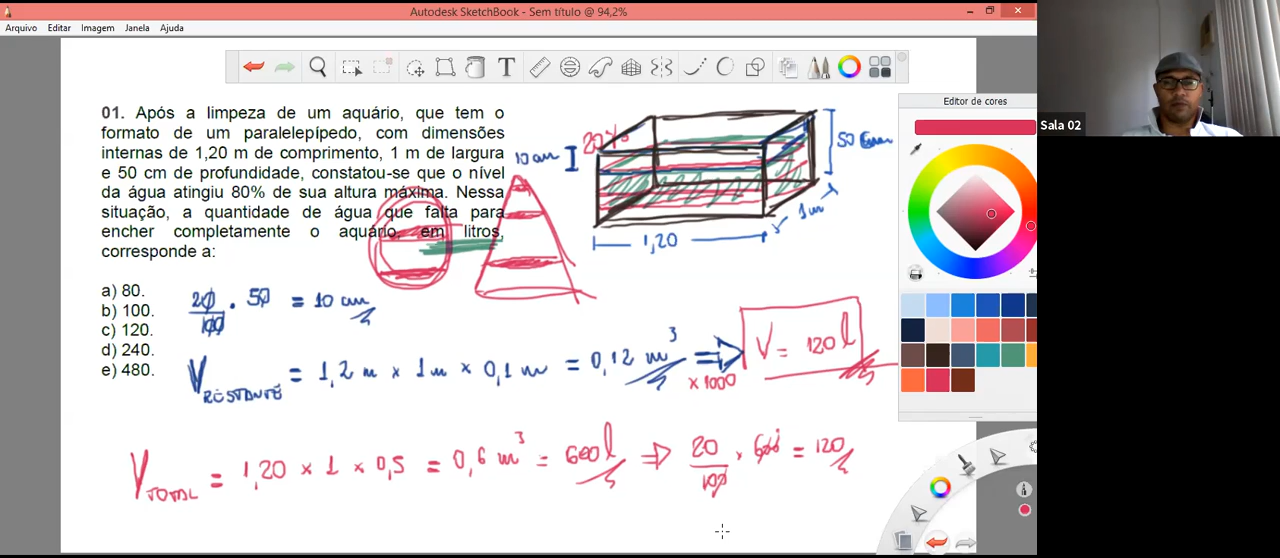 Autodesk SketchBook - Sem título @ 94,2%
Arquivo Editar Imagem Janela Ajuda
Editor de cores
Sala 02
01. Após a limpeza de um aquário, que tem o
formato de um paralelepípedo, com dimensões
internas de 1,20 m de comprimento, 1 m de largura
e 50 cm de profundidade, constatou-se que o nível
da água atingiu 80% de sua altura máxima. Nessa
situação, a quantidade de água que falta para
encher completamente o aquário, em litros,
corresponde a:
20%
10 cm
50 cm
1m
1,20
a) 80.
b) 100.
c) 120.
d) 240.
e) 480.
20/100 . 50 = 10 cm
V RESTANTE = 1,2 m x 1m x 0,1 m = 0,12 m³ ⇒ x 1000 V = 120 l
V TOTAL = 1,20 x 1 x 0,5 = 0,6 m³ = 600 l ⇒ 20/100 x 600 = 120